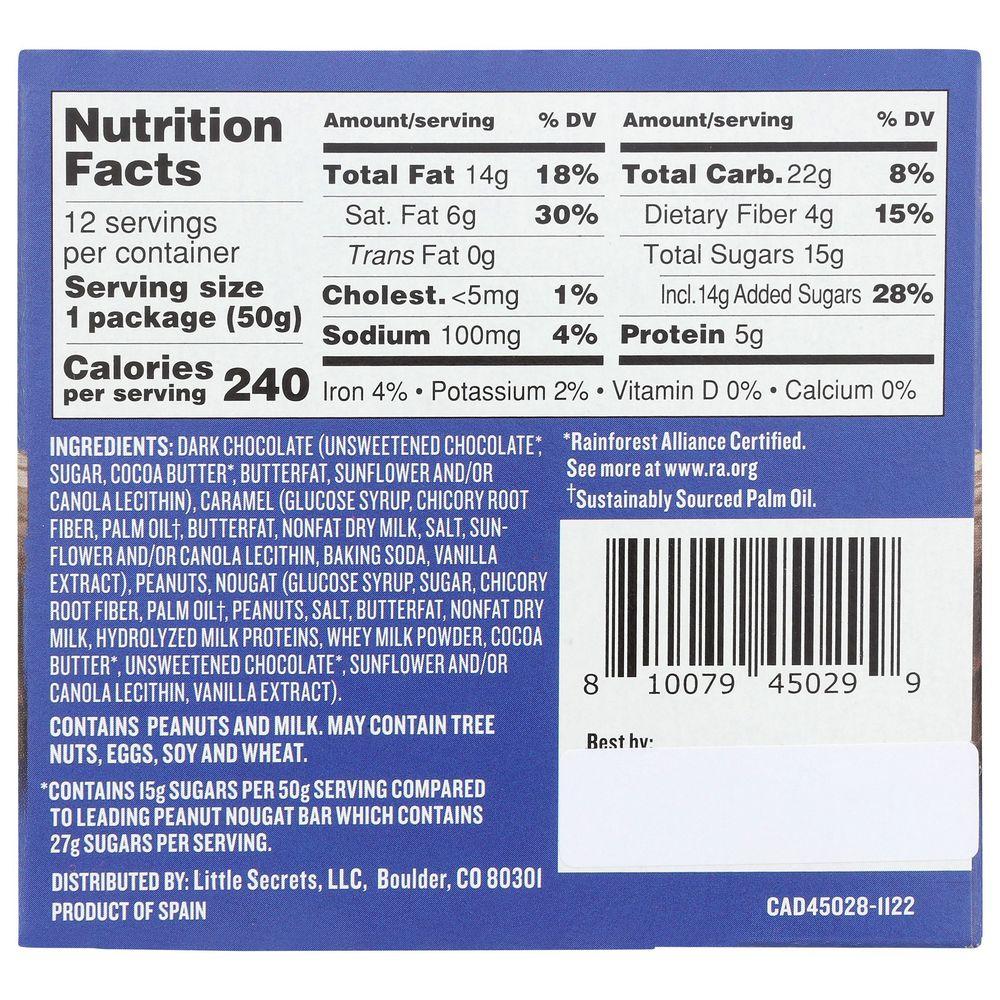 Nutrition
Facts
12 servings
per container
Serving size
1 package (50g)
Calories
per serving 240
Amount/serving % DV
Total Fat 14g 18%
Sat. Fat 6g 30%
Trans Fat 0g
Cholest. <5mg 1%
Sodium 100mg 4%
Amount/serving % DV
Total Carb. 22g 8%
Dietary Fiber 4g 15%
Total Sugars 15g
Incl. 14g Added Sugars 28%
Protein 5g
Iron 4% • Potassium 2% • Vitamin D 0% • Calcium 0%
INGREDIENTS: DARK CHOCOLATE (UNSWEETENED CHOCOLATE*,
SUGAR, COCOA BUTTER*, BUTTERFAT, SUNFLOWER AND/OR
CANOLA LECITHIN), CARAMEL (GLUCOSE SYRUP, CHICORY ROOT
FIBER, PALM OIL†, BUTTERFAT, NONFAT DRY MILK, SALT, SUN-
FLOWER AND/OR CANOLA LECITHIN, BAKING SODA, VANILLA
EXTRACT), PEANUTS, NOUGAT (GLUCOSE SYRUP, SUGAR, CHICORY
ROOT FIBER, PALM OIL†, PEANUTS, SALT, BUTTERFAT, NONFAT DRY
MILK, HYDROLYZED MILK PROTEINS, WHEY MILK POWDER, COCOA
BUTTER*, UNSWEETENED CHOCOLATE*, SUNFLOWER AND/OR
CANOLA LECITHIN, VANILLA EXTRACT).
CONTAINS PEANUTS AND MILK. MAY CONTAIN TREE
NUTS, EGGS, SOY AND WHEAT.
*CONTAINS 15g SUGARS PER 50g SERVING COMPARED
TO LEADING PEANUT NOUGAT BAR WHICH CONTAINS
27g SUGARS PER SERVING.
DISTRIBUTED BY: Little Secrets, LLC, Boulder, CO 80301
PRODUCT OF SPAIN
*Rainforest Alliance Certified.
See more at www.ra.org
†Sustainably Sourced Palm Oil.
8 10079 45029 9
Best by:
CAD45028-1122